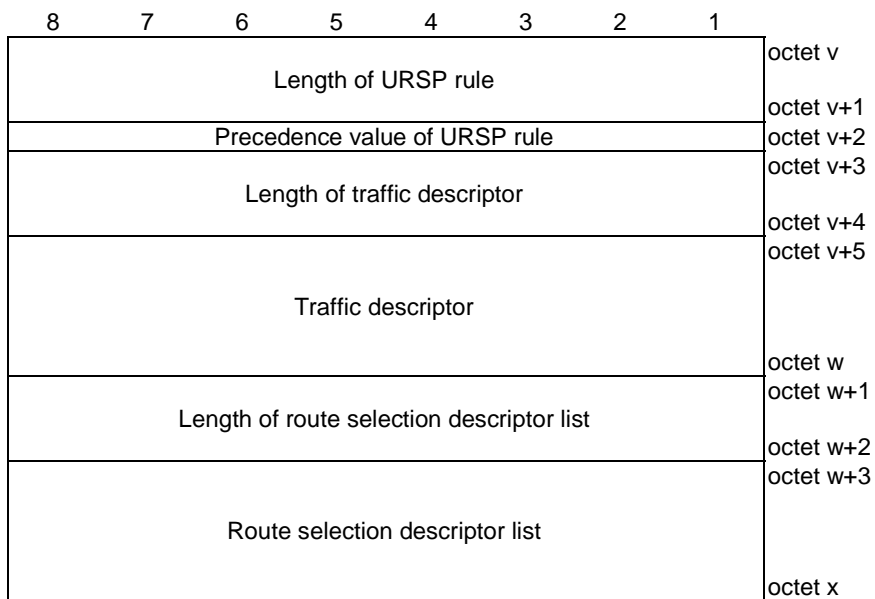 8 7 6 5 4 3 2 1
octet v
Length of URSP rule
octet v+1
Precedence value of URSP rule octet v+2
octet v+3
Length of traffic descriptor
octet v+4
octet v+5
Traffic descriptor
octet w
octet w+1
Length of route selection descriptor list
octet w+2
octet w+3
Route selection descriptor list
octet x